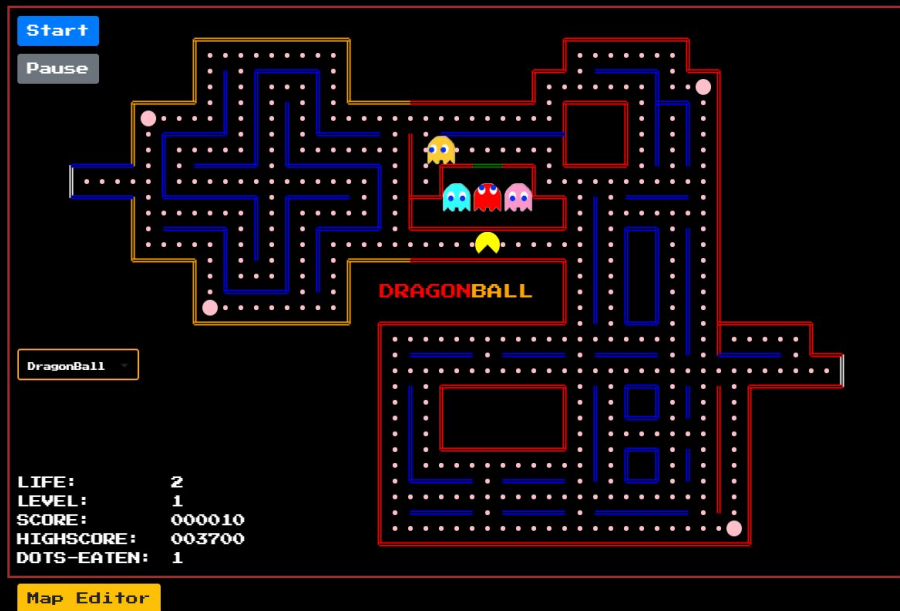 Start
Pause
DRAGONBALL
DragonBall
LIFE: 2
LEVEL: 1
SCORE: 000010
HIGHSCORE: 003700
DOTS-EATEN: 1
Map Editor